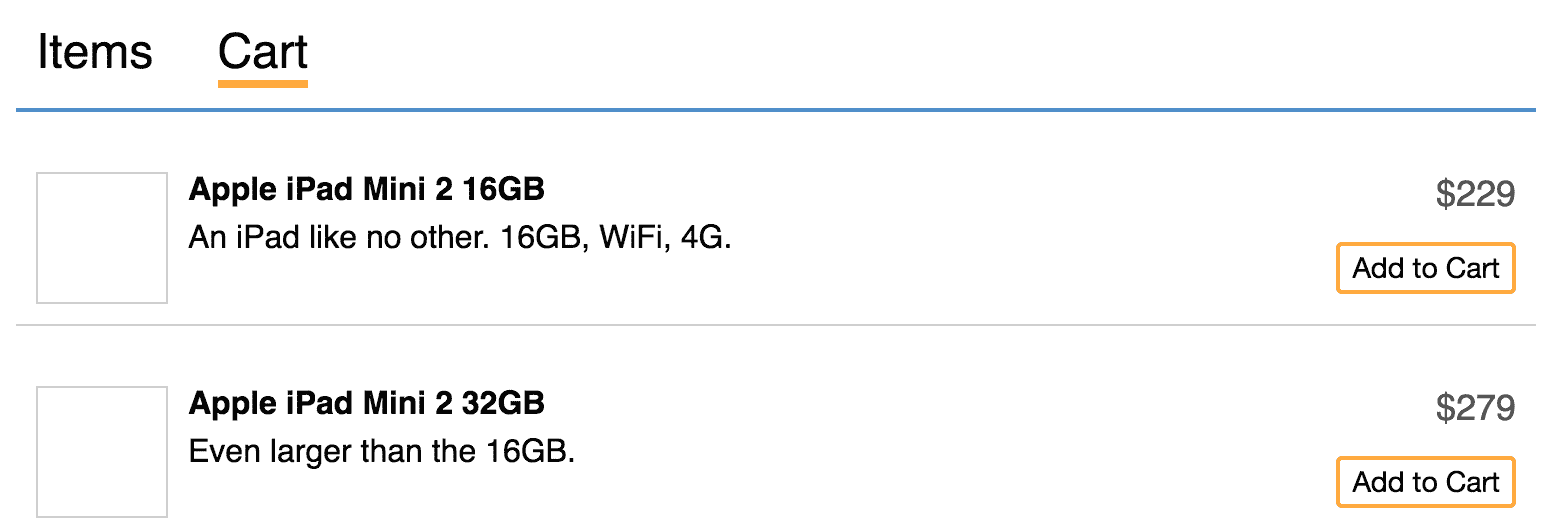 Items Cart
Apple iPad Mini 2 16GB
$229
An iPad like no other. 16GB, WiFi, 4G.
Add to Cart
Apple iPad Mini 2 32GB
$279
Even larger than the 16GB.
Add to Cart